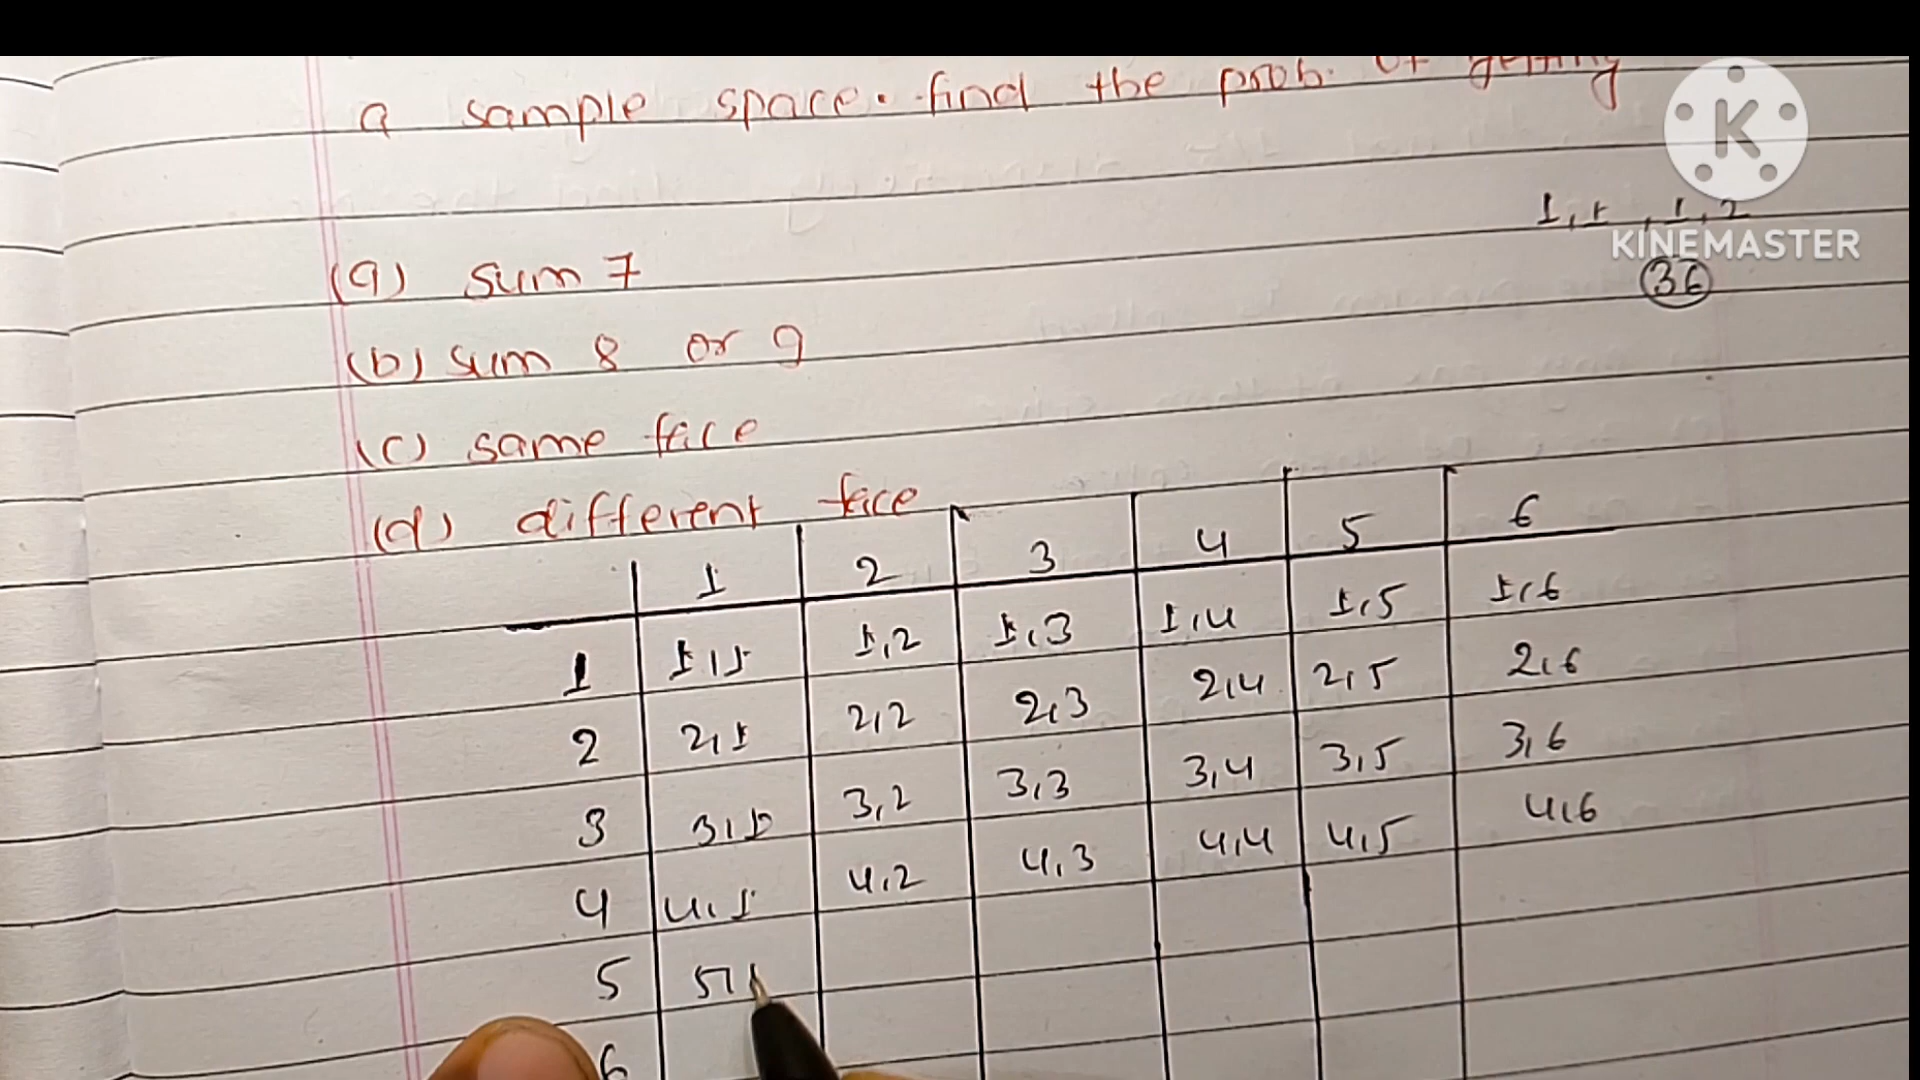 a sample space. find the prob. of getting
1,1 , 1,2
KINEMASTER
(a) sum 7
36
(b) sum 8 or 9
(c) same face
(d) different face
1 2 3 4 5 6
1 1,1 1,2 1,3 1,4 1,5 1,6
2 2,1 2,2 2,3 2,4 2,5 2,6
3 3,1 3,2 3,3 3,4 3,5 3,6
4 4,1 4,2 4,3 4,4 4,5 4,6
5 5,1
6